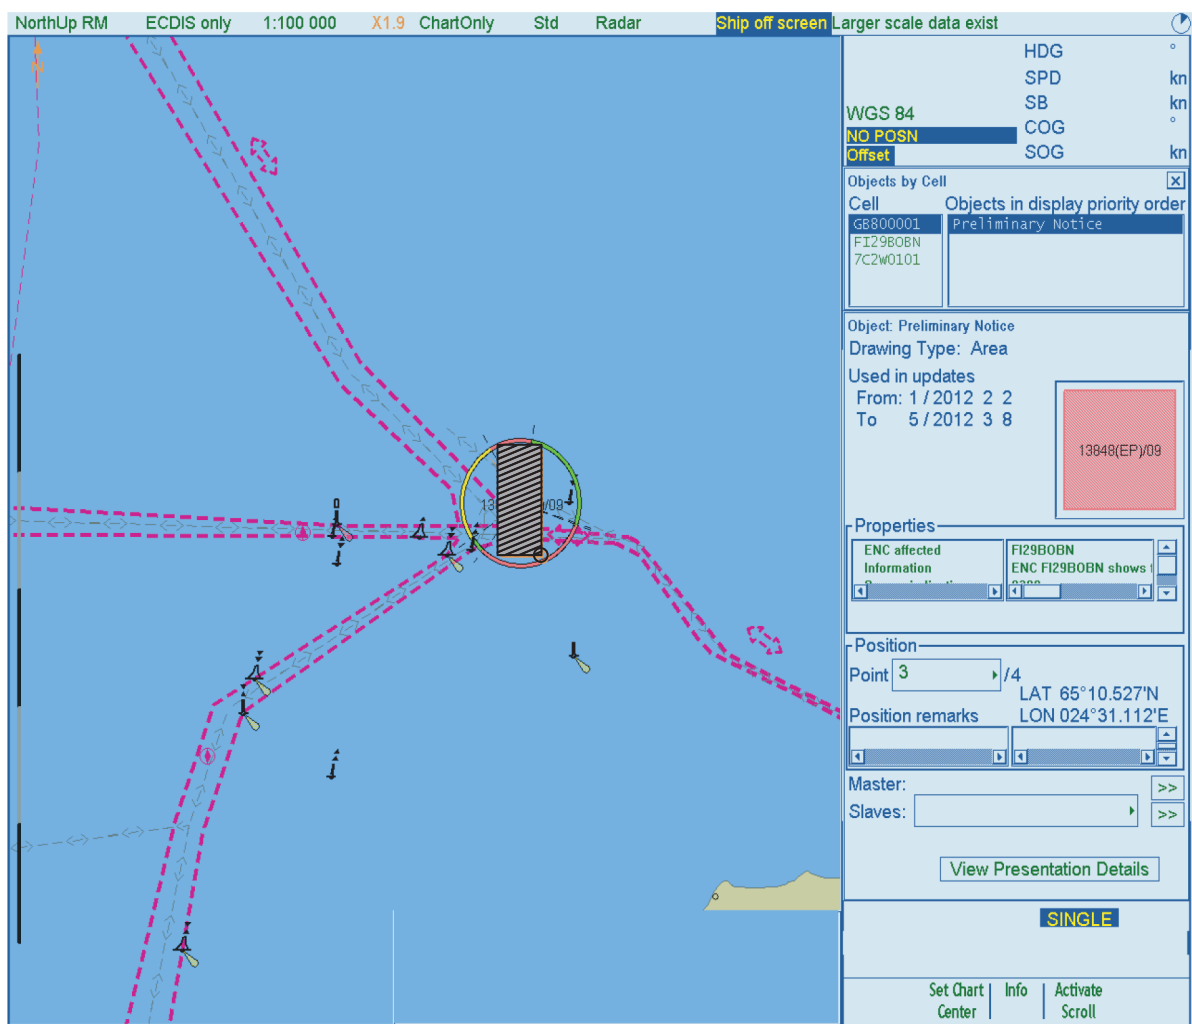 NorthUp RM ECDIS only 1:100 000 X1.9 ChartOnly Std Radar Ship off screen Larger scale data exist
HDG °
SPD kn
SB kn
WGS 84
COG °
NO POSN
Offset
SOG kn
Objects by Cell
Cell Objects in display priority order
GB800001 Preliminary Notice
FI29BOBN
7C2W0101
Object: Preliminary Notice
Drawing Type: Area
Used in updates
From: 1 / 2012 2 2
To 5 / 2012 3 8
13848(EP)/09
Properties
ENC affected FI29BOBN
Information ENC FI29BOBN shows
Position
Point 3 /4
LAT 65°10.527'N
Position remarks LON 024°31.112'E
Master: >>
Slaves: >>
View Presentation Details
SINGLE
Set Chart Center Info Activate Scroll
13 /09